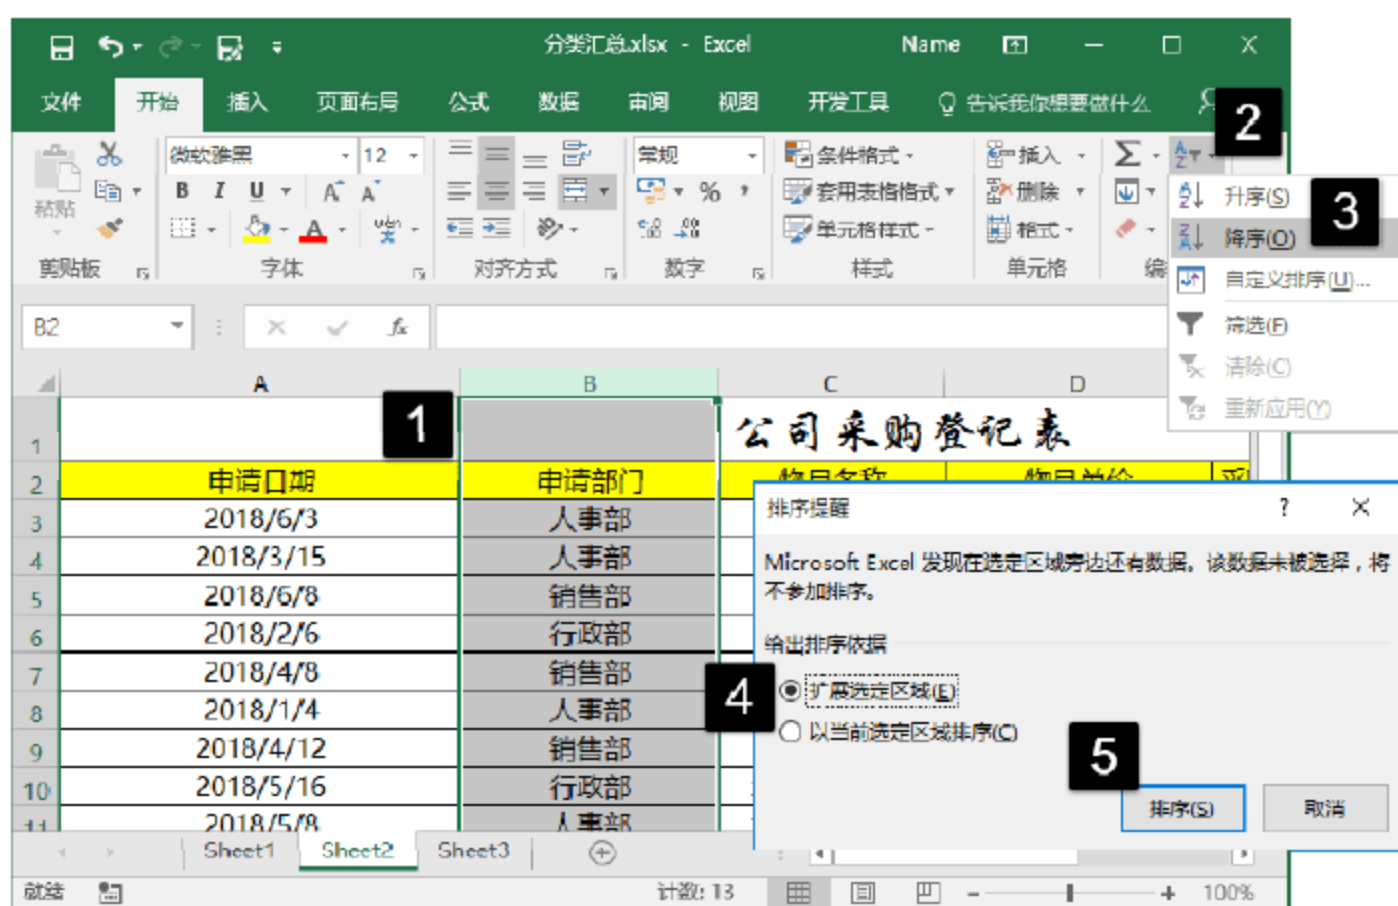 分类汇总.xlsx - Excel Name
文件 开始 插入 页面布局 公式 数据 审阅 视图 开发工具 告诉我你想要做什么
2
微软雅黑 12 常规 条件格式 插入
粘贴 B I U 套用表格格式 删除
单元格样式 格式
剪贴板 字体 对齐方式 数字 样式 单元格 编
升序(S)
3
降序(O)
自定义排序(U)...
筛选(F)
清除(C)
重新应用(Y)
B2 fx
A B C D
1
1 公司采购登记表
2 申请日期 申请部门 物品名称 物品单价 采
3 2018/6/3 人事部
4 2018/3/15 人事部
5 2018/6/8 销售部
6 2018/2/6 行政部
7 2018/4/8 销售部
8 2018/1/4 人事部
9 2018/4/12 销售部
10 2018/5/16 行政部
11 2018/5/8 人事部
排序提醒 ?
Microsoft Excel 发现在选定区域旁边还有数据。该数据未被选择，将
不参加排序。
给出排序依据
4
扩展选定区域(E)
以当前选定区域排序(C)
5
排序(S) 取消
Sheet1 Sheet2 Sheet3
就绪 计数: 13 100%